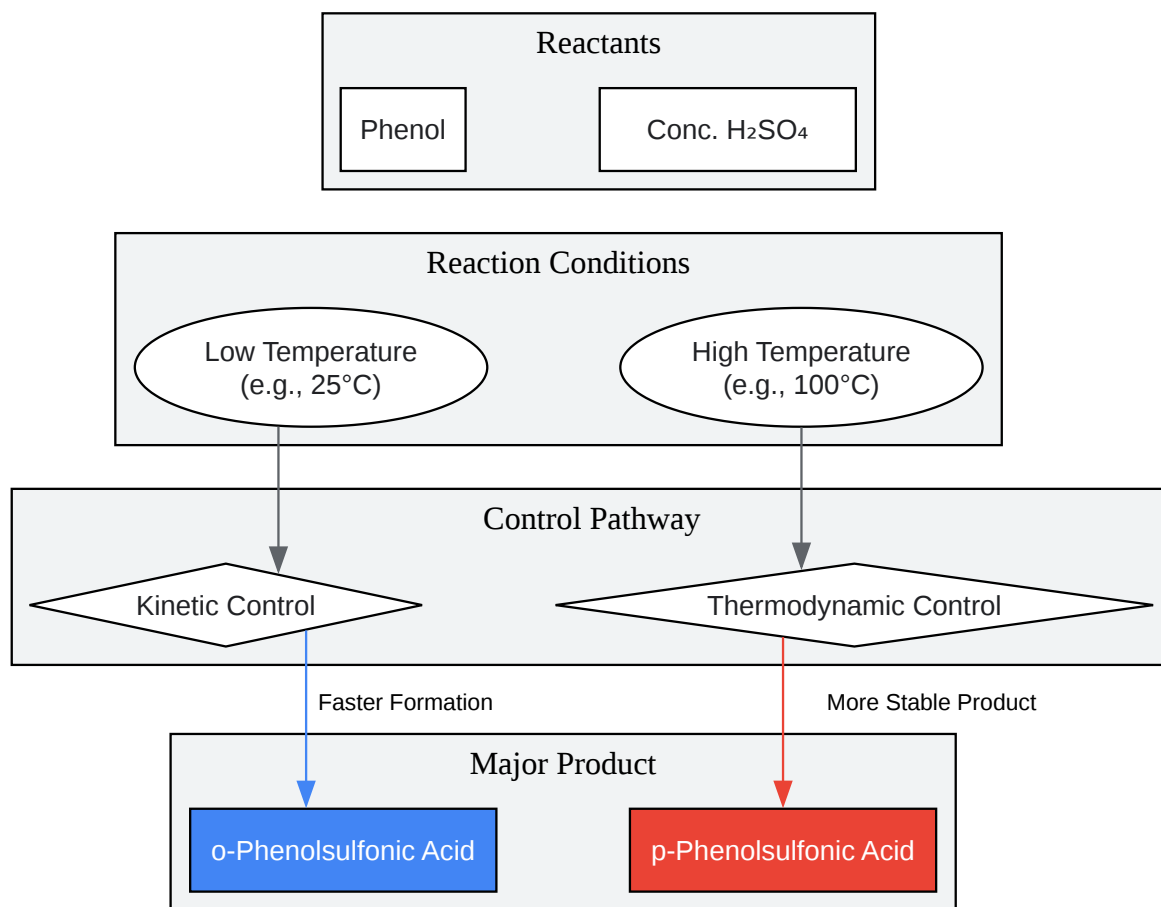 Reactants
Phenol
Conc. H₂SO₄
Reaction Conditions
Low Temperature
(e.g., 25°C)
High Temperature
(e.g., 100°C)
Control Pathway
Kinetic Control
Thermodynamic Control
Faster Formation
More Stable Product
Major Product
o-Phenolsulfonic Acid
p-Phenolsulfonic Acid